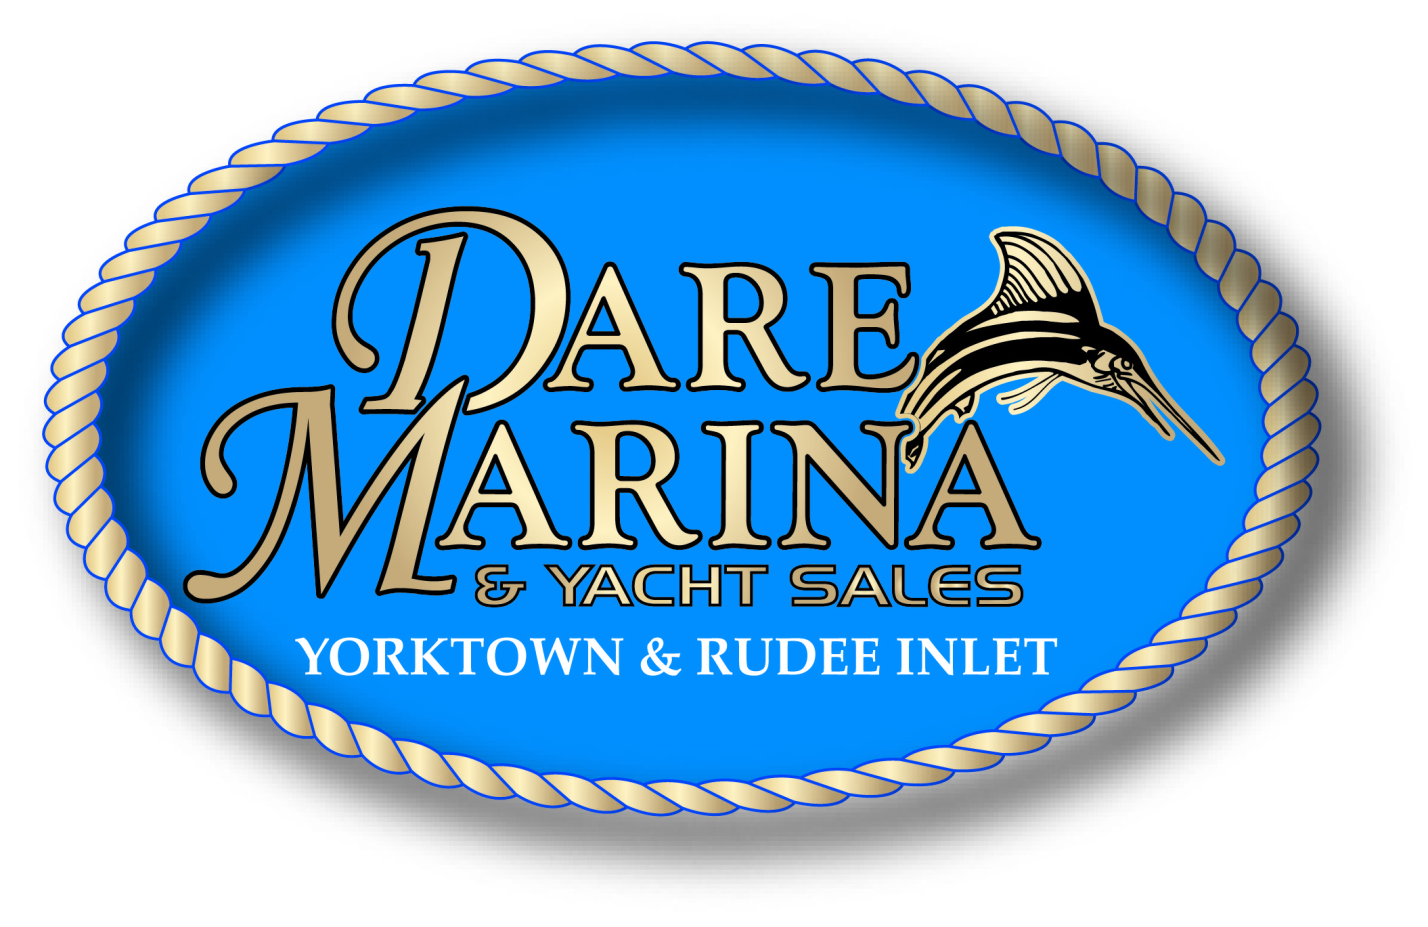 DARE
MARINA
& YACHT SALES
YORKTOWN & RUDEE INLET